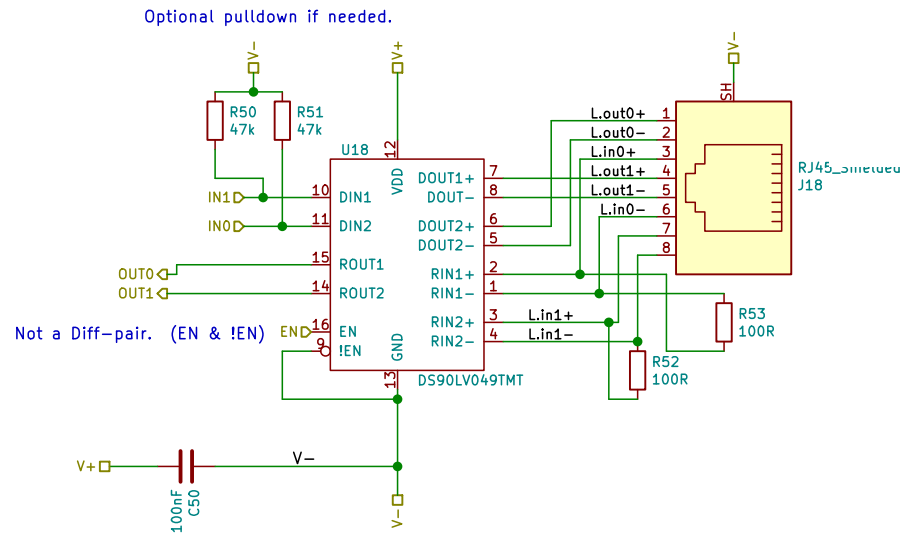 Optional pulldown if needed.
V-
V+
V-
SH
R50
47k
R51
47k
U18
12
VDD
L.out0+
L.out0-
L.in0+
L.out1+
L.out1-
L.in0-
1
2
3
4
5
6
7
8
J18
IN1
10
DIN1
IN0
11
DIN2
OUT0
15
ROUT1
OUT1
14
ROUT2
Not a Diff-pair. (EN & !EN)
EN
16
EN
9
!EN
DOUT1+
7
DOUT-
8
DOUT2+
6
DOUT2-
5
RIN1+
2
RIN1-
1
RIN2+
3
RIN2-
4
L.in1+
L.in1-
R53
100R
R52
100R
GND
13
DS90LV049TMT
V+
100nF
C50
V-
V-